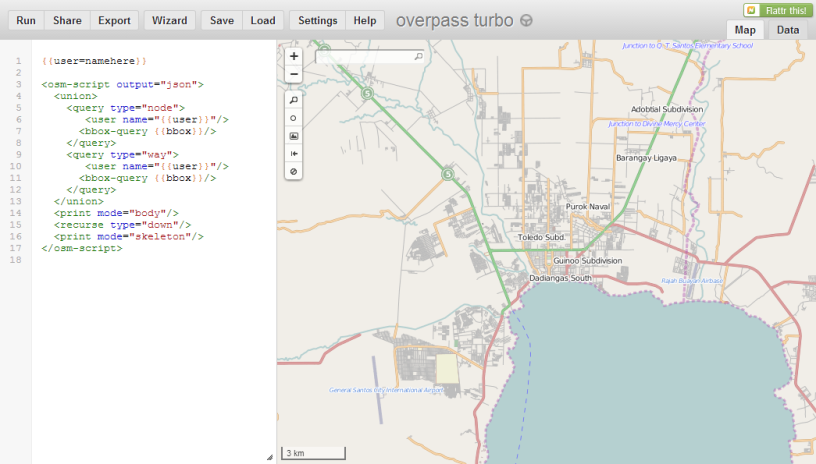 Run Share Export Wizard Save Load Settings Help overpass turbo
Flattr this!
Map Data
1 {{user=namehere}}
2
3 <osm-script output="json">
4 <union>
5 <query type="node">
6 <user name="{{user}}"/>
7 <bbox-query {{bbox}}/>
8 </query>
9 <query type="way">
10 <user name="{{user}}"/>
11 <bbox-query {{bbox}}/>
12 </query>
13 </union>
14 <print mode="body"/>
15 <recurse type="down"/>
16 <print mode="skeleton"/>
17 </osm-script>
18
+
−
Junction to O. T. Santos Elementary School
5
Adobtial Subdivision
Junction to Divine Mercy Center
Barangay Ligaya
5
Purok Naval
Toledo Subd.
Guinoo Subdivision
Dadiangas South
Rajah Buayan Airbase
General Santos City International Airport
3 km